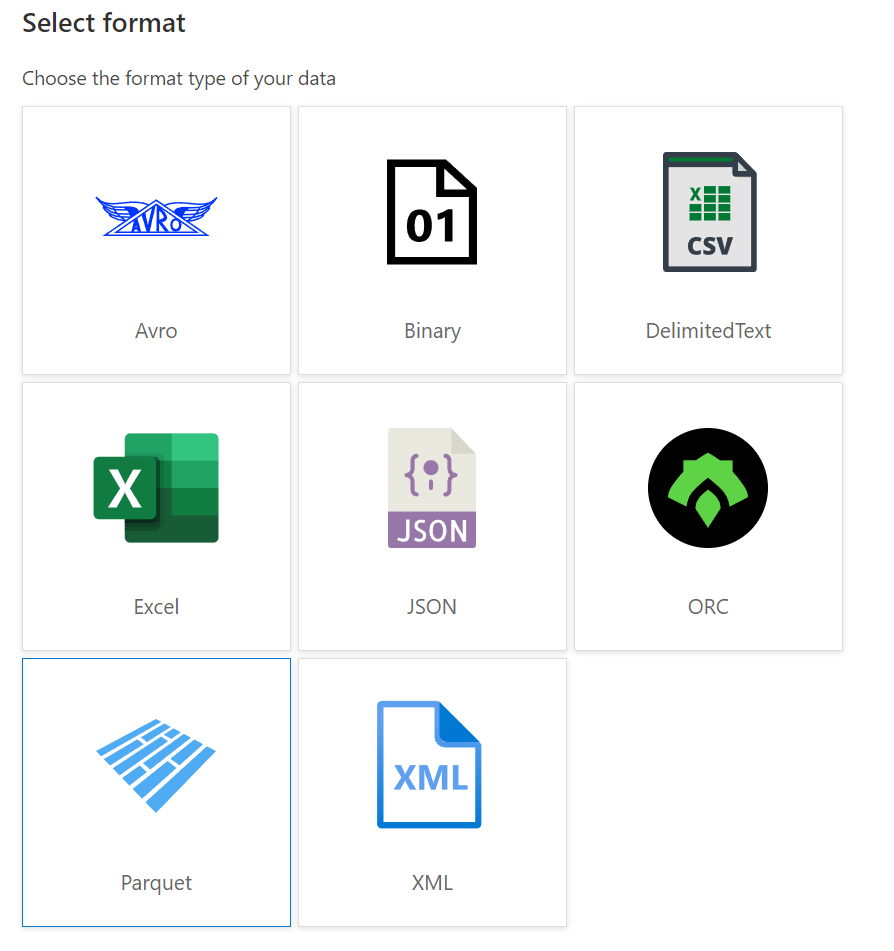 Select format
Choose the format type of your data
AVRO
01
X
CSV
Avro
Binary
DelimitedText
X
{ }
JSON
Excel
JSON
ORC
XML
Parquet
XML